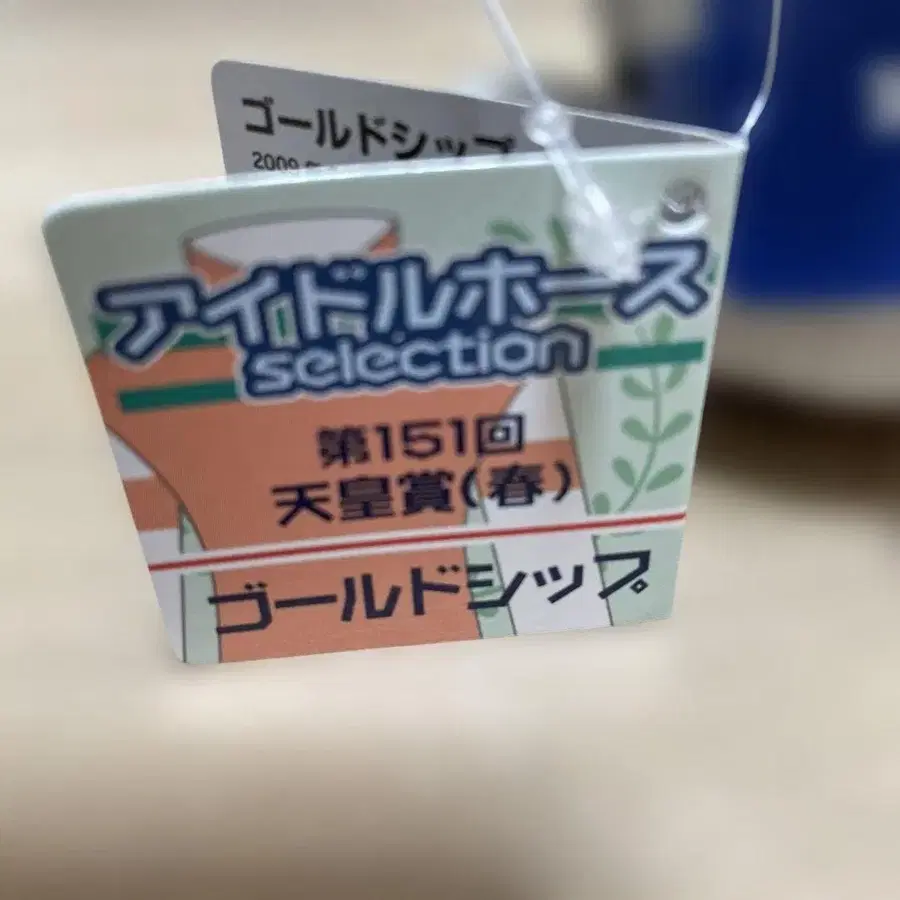 ゴールドシップ
2009
アイドルホース
selection
第151回
天皇賞(春)
ゴールドシップ